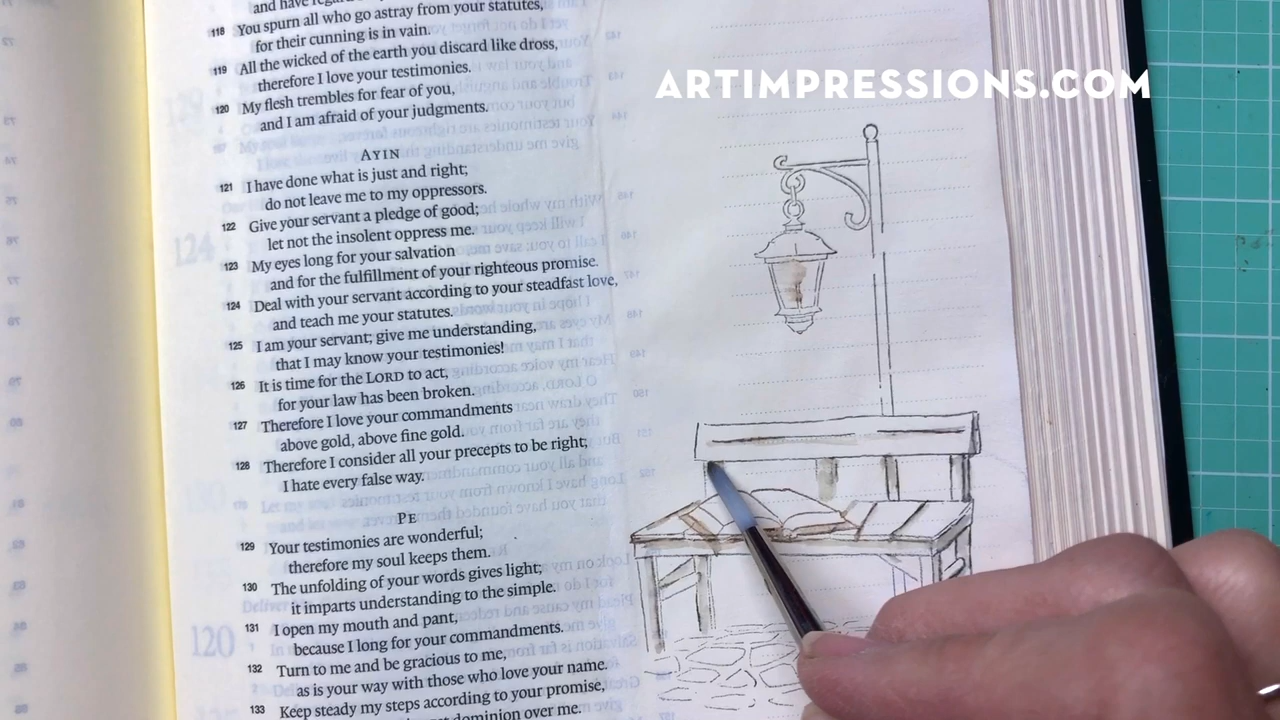 and have regard
118 You spurn all who go astray from your statutes,
for their cunning is in vain.
119 All the wicked of the earth you discard like dross,
therefore I love your testimonies.
120 My flesh trembles for fear of you,
and I am afraid of your judgments.
AYIN
121 I have done what is just and right;
do not leave me to my oppressors.
122 Give your servant a pledge of good;
let not the insolent oppress me.
123 My eyes long for your salvation
and for the fulfillment of your righteous promise.
124 Deal with your servant according to your steadfast love,
and teach me your statutes.
125 I am your servant; give me understanding,
that I may know your testimonies!
126 It is time for the LORD to act,
for your law has been broken.
127 Therefore I love your commandments
above gold, above fine gold.
128 Therefore I consider all your precepts to be right;
I hate every false way.
PE
129 Your testimonies are wonderful;
therefore my soul keeps them.
130 The unfolding of your words gives light;
it imparts understanding to the simple.
131 I open my mouth and pant,
because I long for your commandments.
132 Turn to me and be gracious to me,
as is your way with those who love your name.
133 Keep steady my steps according to your promise,
dominion over me.
ARTIMPRESSIONS.COM